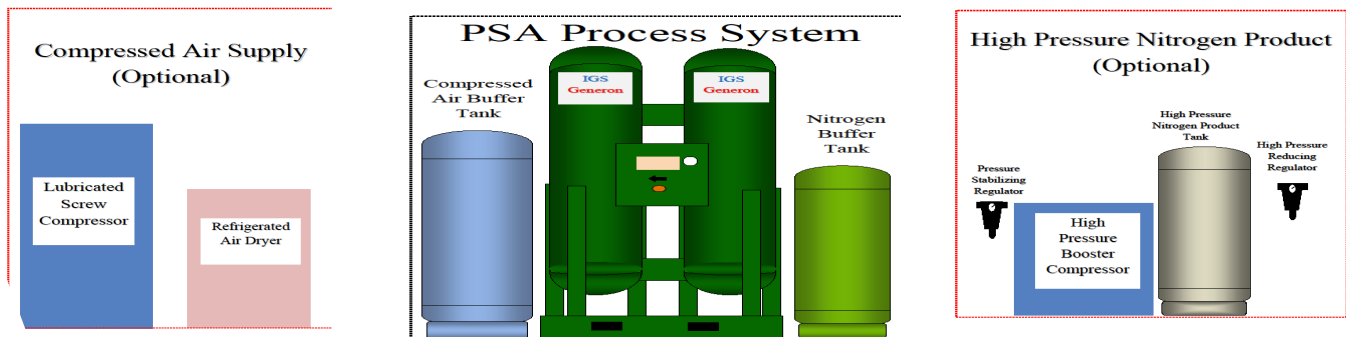 Compressed Air Supply
(Optional)
Lubricated
Screw
Compressor
Refrigerated
Air Dryer
PSA Process System
Compressed
Air Buffer
Tank
IGS
Generon
IGS
Generon
Nitrogen
Buffer
Tank
High Pressure Nitrogen Product
(Optional)
High Pressure
Nitrogen Product
Tank
Pressure
Stabilizing
Regulator
High Pressure
Reducing
Regulator
High
Pressure
Booster
Compressor